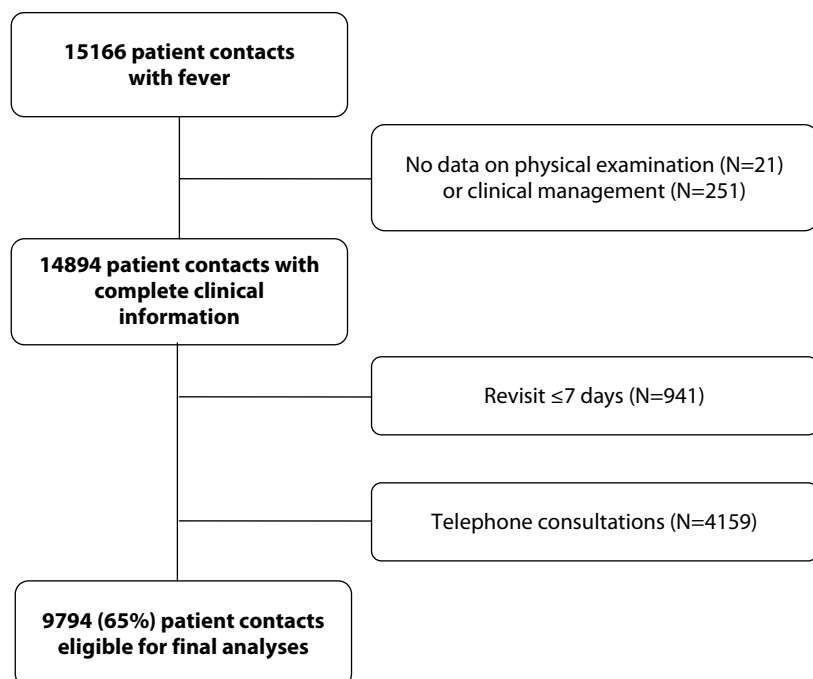 15166 patient contacts
with fever
No data on physical examination (N=21)
or clinical management (N=251)
14894 patient contacts with
complete clinical
information
Revisit ≤7 days (N=941)
Telephone consultations (N=4159)
9794 (65%) patient contacts
eligible for final analyses